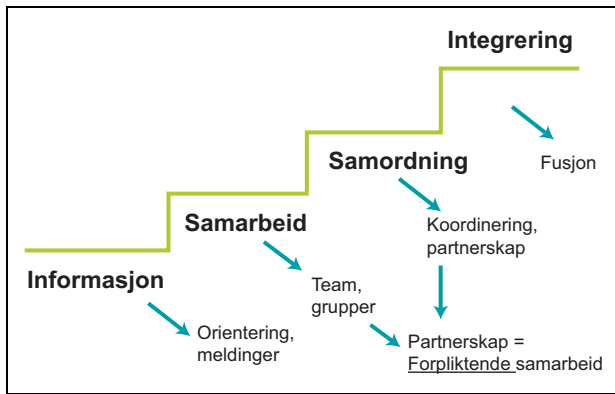 Integrering
Fusjon
Samordning
Koordinering,
partnerskap
Samarbeid
Team,
grupper
Informasjon
Orientering,
meldinger
Partnerskap =
Forpliktende samarbeid